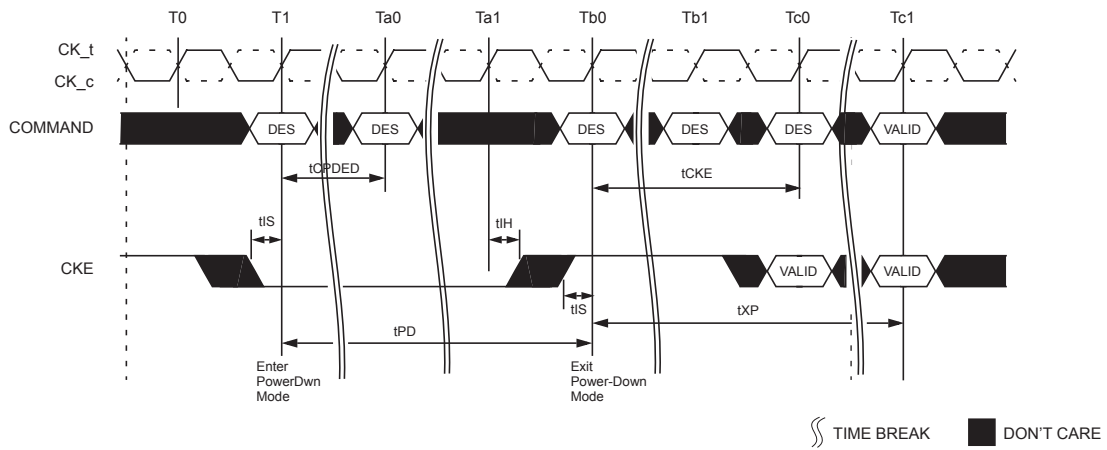 T0 T1 Ta0 Ta1 Tb0 Tb1 Tc0 Tc1
CK_t
CK_c
COMMAND DES DES DES DES DES VALID
tCPDED tCKE
tIS tIH
CKE VALID VALID
tIS
tXP
tPD
Enter
PowerDwn
Mode
Exit
Power-Down
Mode
TIME BREAK DON'T CARE